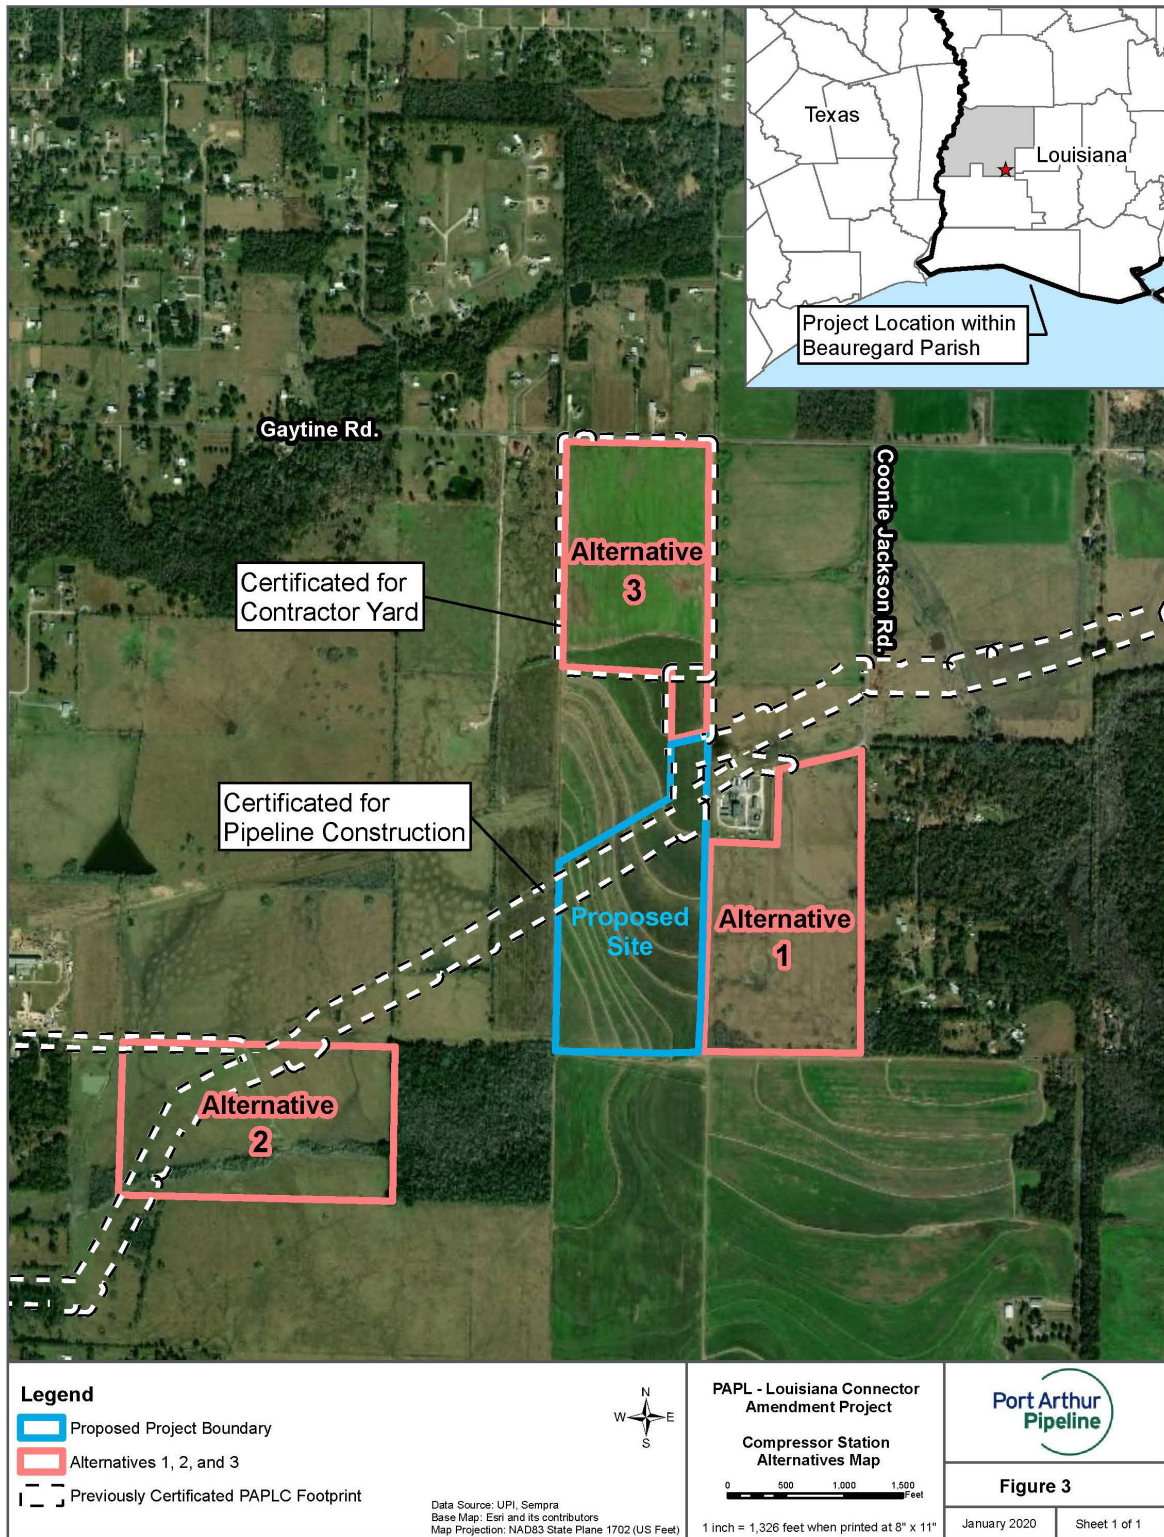 Texas
Louisiana
Project Location within
Beauregard Parish
Gaytine Rd.
Coonie Jackson Rd.
Alternative
3
Certificated for
Contractor Yard
Certificated for
Pipeline Construction
Proposed
Site
Alternative
1
Alternative
2
Legend
Proposed Project Boundary
Alternatives 1, 2, and 3
Previously Certificated PAPLC Footprint
N
W E
S
Data Source: UPI, Sempra
Base Map: Esri and its contributors
Map Projection: NAD83 State Plane 1702 (US Feet)
PAPL - Louisiana Connector
Amendment Project
Compressor Station
Alternatives Map
0 500 1,000 1,500
Feet
1 inch = 1,326 feet when printed at 8" x 11"
Port Arthur
Pipeline
Figure 3
January 2020
Sheet 1 of 1